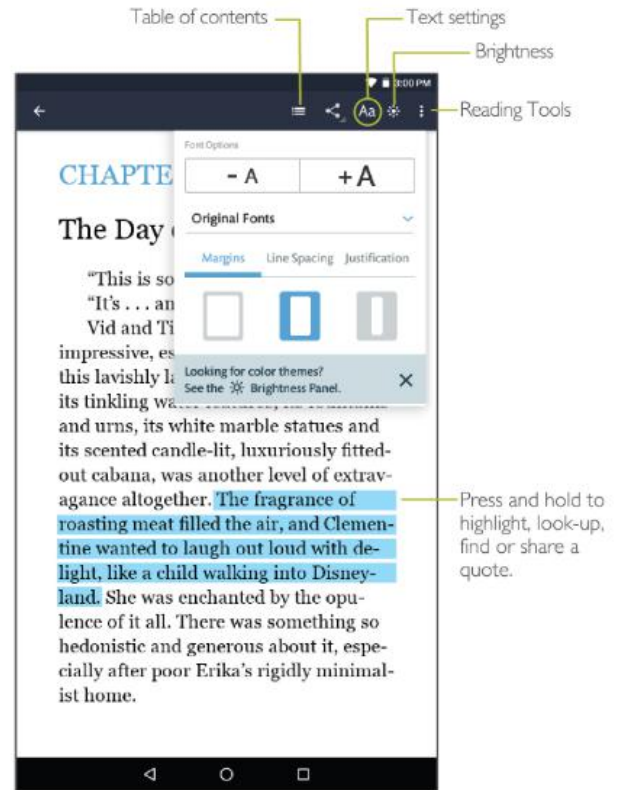 Table of contents
Text settings
Brightness
3:00 PM
Aa
Reading Tools
Font Options
- A
+ A
CHAPTE
Original Fonts
The Day
Margins Line Spacing Justification
"This is so
"It's . . . an
Vid and Ti
impressive, es
this lavishly la
Looking for color themes?
See the Brightness Panel.
its tinkling
and urns, its white marble statues and
its scented candle-lit, luxuriously fitted-
out cabana, was another level of extrav-
agance altogether. The fragrance of
roasting meat filled the air, and Clemen-
tine wanted to laugh out loud with de-
light, like a child walking into Disney-
land. She was enchanted by the opu-
lence of it all. There was something so
hedonistic and generous about it, espe-
cially after poor Erika's rigidly minimal-
ist home.
Press and hold to
highlight, look-up,
find or share a
quote.